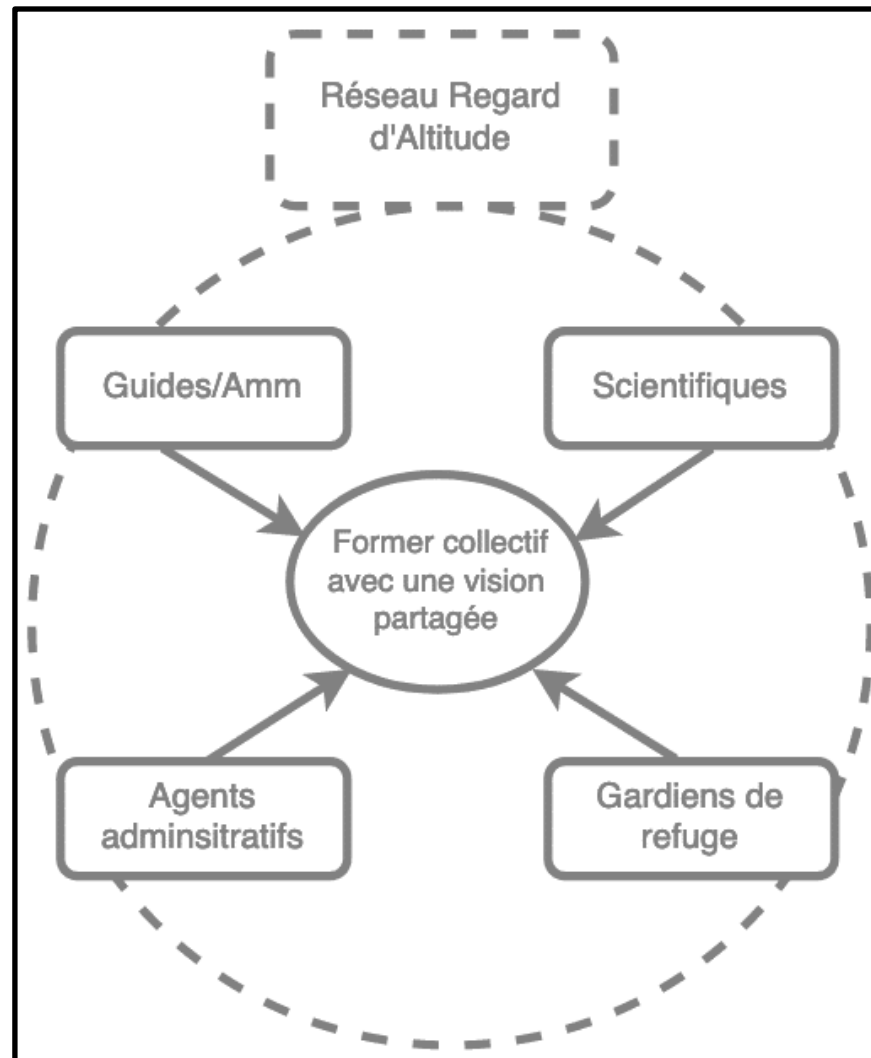 Réseau Regard
d'Altitude
Guides/Amm
Scientifiques
Former collectif
avec une vision
partagée
Agents
adminsitratifs
Gardiens de
refuge